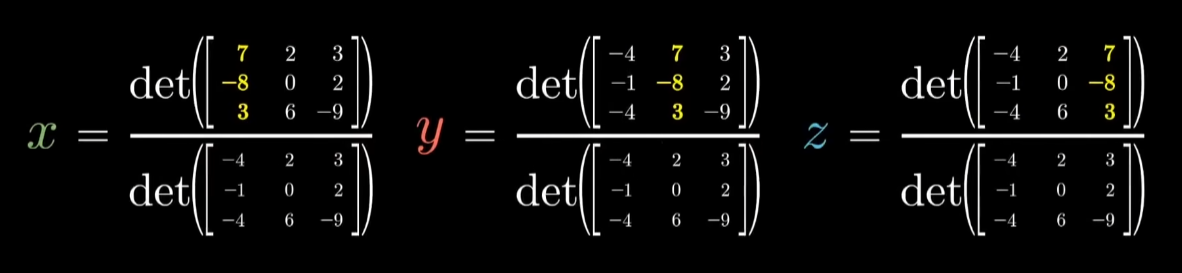 x = det([7 2 3; −8 0 2; 3 6 −9]) / det([−4 2 3; −1 0 2; −4 6 −9])
y = det([−4 7 3; −1 −8 2; −4 3 −9]) / det([−4 2 3; −1 0 2; −4 6 −9])
z = det([−4 2 7; −1 0 −8; −4 6 3]) / det([−4 2 3; −1 0 2; −4 6 −9])